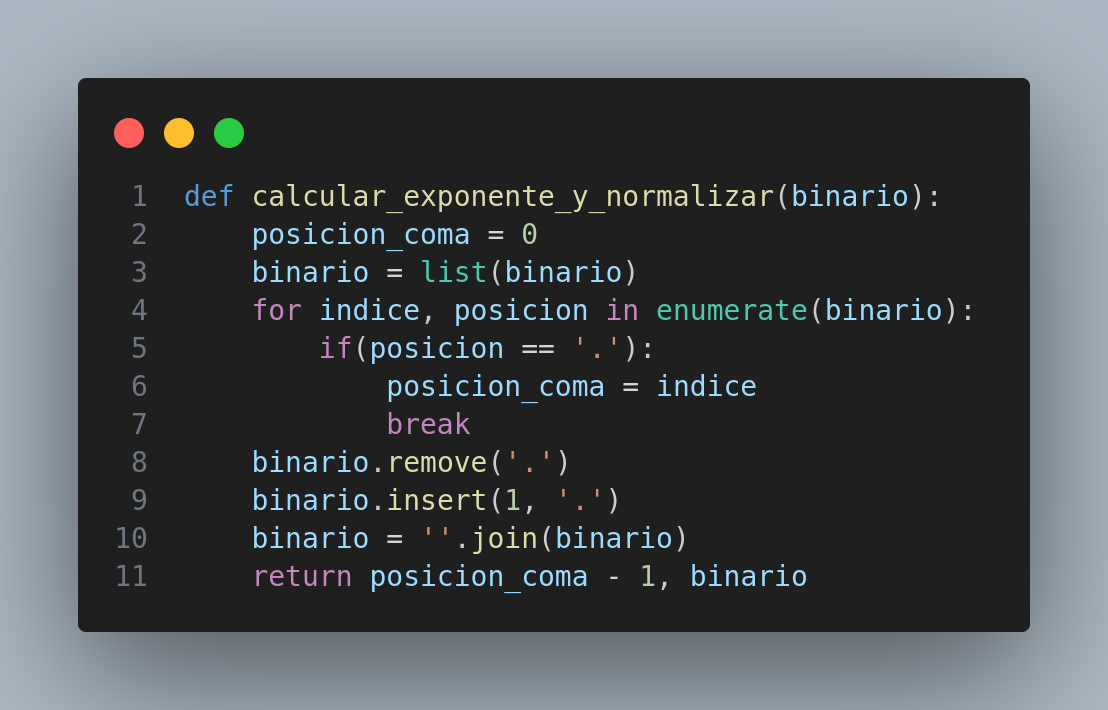 1 def calcular_exponente_y_normalizar(binario):
2     posicion_coma = 0
3     binario = list(binario)
4     for indice, posicion in enumerate(binario):
5         if(posicion == '.'):
6             posicion_coma = indice
7             break
8     binario.remove('.')
9     binario.insert(1, '.')
10     binario = ''.join(binario)
11     return posicion_coma - 1, binario